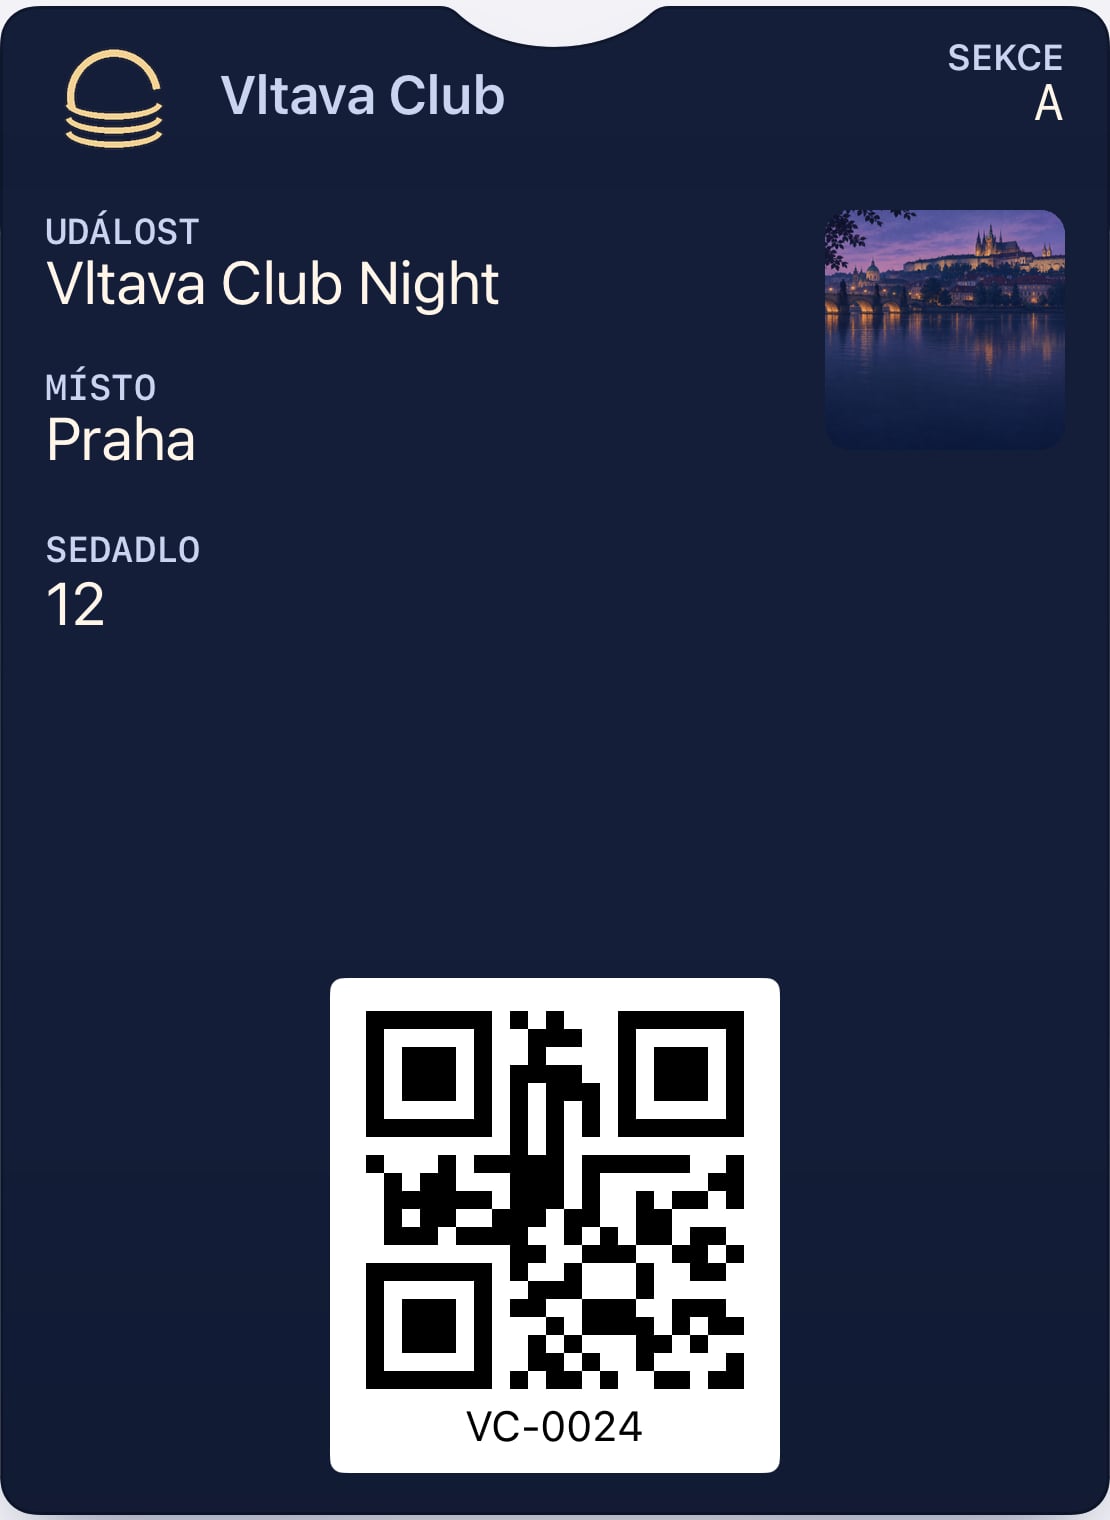 Vltava Club
SEKCE
A
UDÁLOST
Vltava Club Night
MÍSTO
Praha
SEDADLO
12
VC-0024